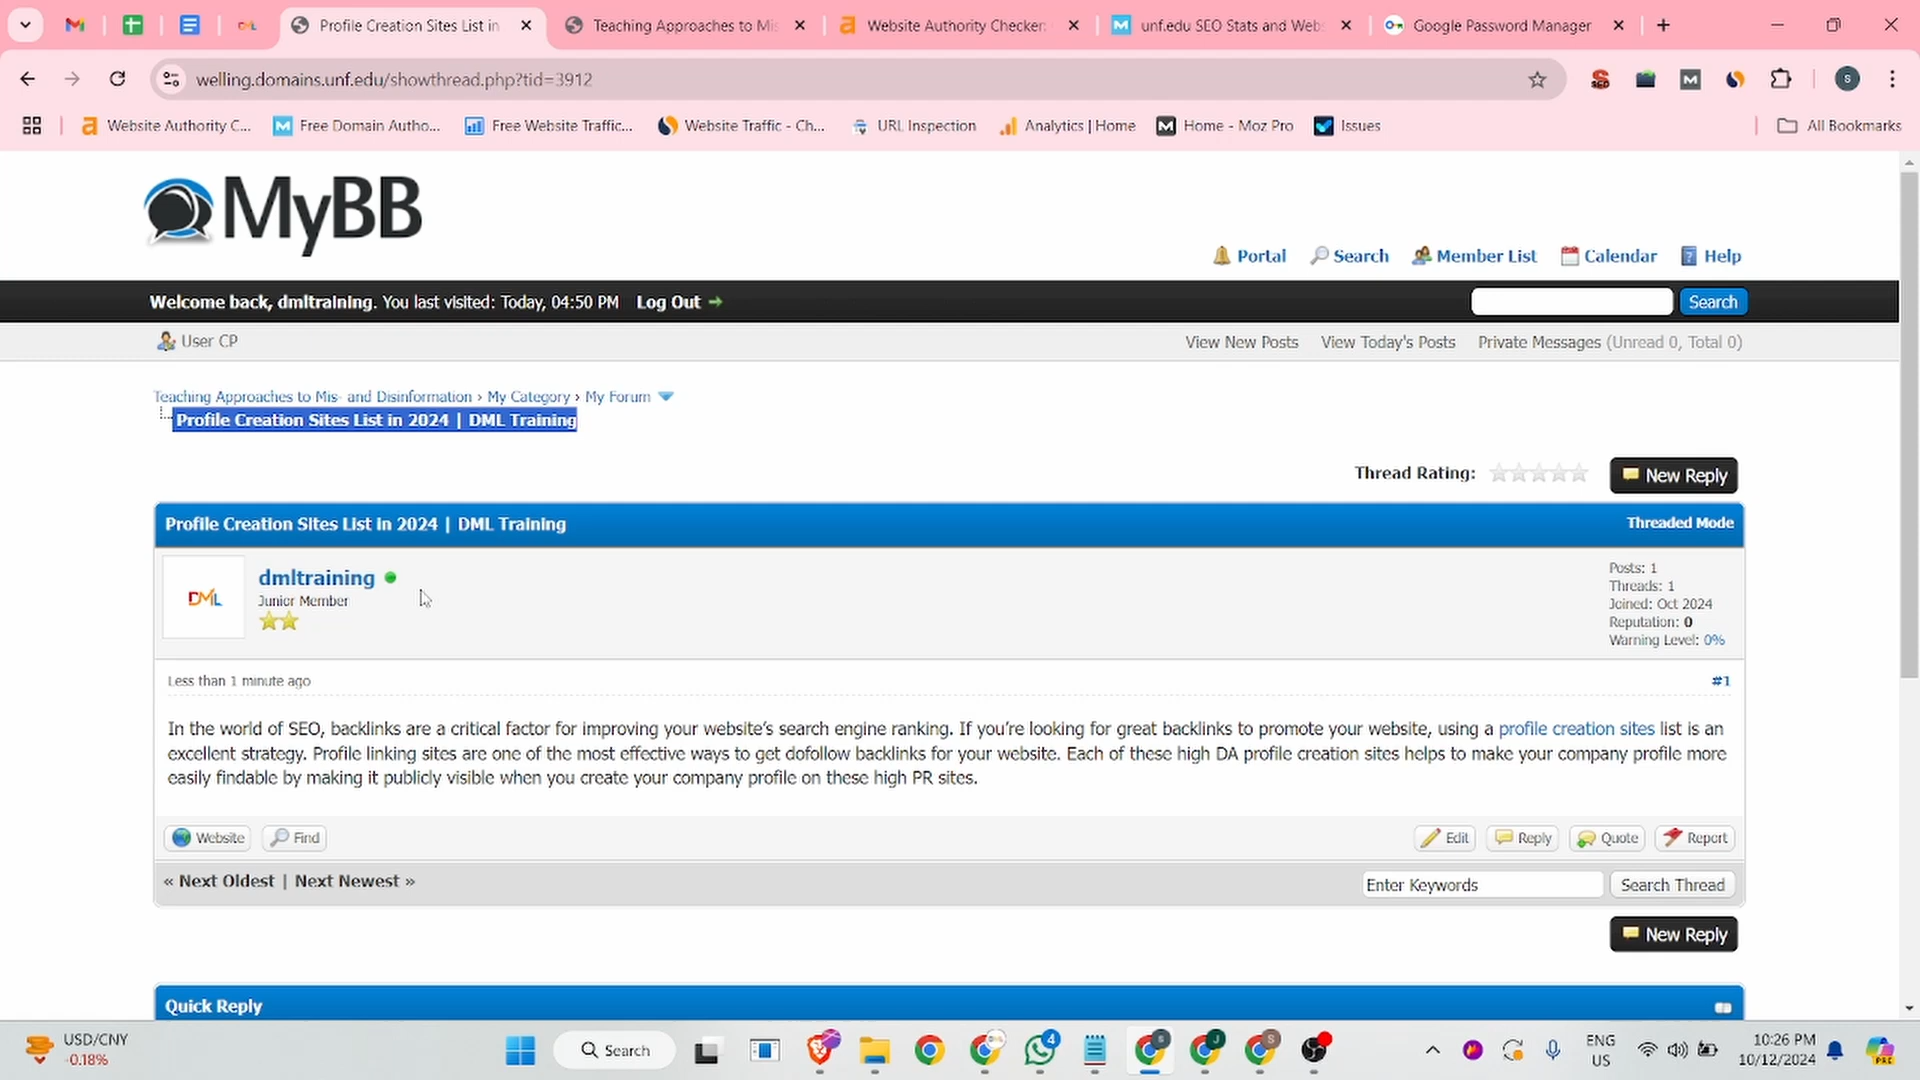 Profile Creation Sites List in
Teaching Approaches to Mis
Website Authority Checker:
unf.edu SEO Stats and Web
Google Password Manager
welling.domains.unf.edu/showthread.php?tid=3912
Website Authority C...
Free Domain Autho...
Free Website Traffic...
Website Traffic - Ch...
URL Inspection
Analytics | Home
Home - Moz Pro
Issues
All Bookmarks
MyBB
Portal Search Member List Calendar Help
Welcome back, dmltraining. You last visited: Today, 04:50 PM Log Out
Search
User CP
View New Posts View Today's Posts Private Messages (Unread 0, Total 0)
Teaching Approaches to Mis- and Disinformation › My Category › My Forum
Profile Creation Sites List in 2024 | DML Training
Thread Rating:
New Reply
Profile Creation Sites List in 2024 | DML Training
Threaded Mode
DML
dmltraining
Junior Member
Posts: 1
Threads: 1
Joined: Oct 2024
Reputation: 0
Warning Level: 0%
Less than 1 minute ago
#1
In the world of SEO, backlinks are a critical factor for improving your website's search engine ranking. If you're looking for great backlinks to promote your website, using a profile creation sites list is an
excellent strategy. Profile linking sites are one of the most effective ways to get dofollow backlinks for your website. Each of these high DA profile creation sites helps to make your company profile more
easily findable by making it publicly visible when you create your company profile on these high PR sites.
Website Find
Edit Reply Quote Report
« Next Oldest | Next Newest »
Enter Keywords
Search Thread
New Reply
Quick Reply
USD/CNY
-0.18%
Search
4
ENG
US
10:26 PM
10/12/2024